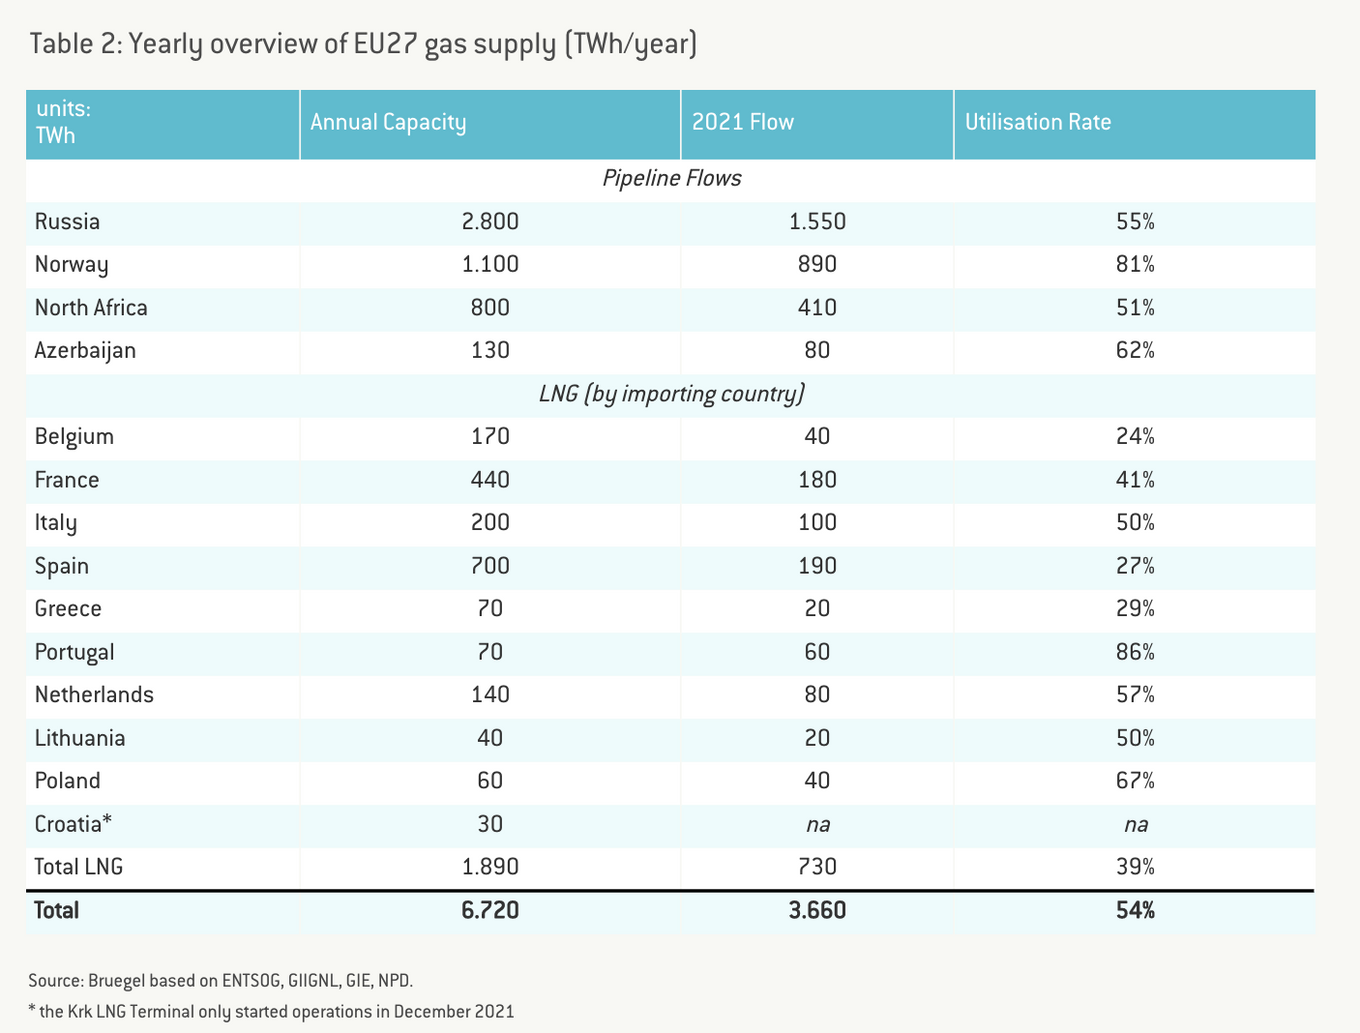 Table 2: Yearly overview of EU27 gas supply (TWh/year)
units:
TWh
Annual Capacity
2021 Flow
Utilisation Rate
Pipeline Flows
Russia 2.800 1.550 55%
Norway 1.100 890 81%
North Africa 800 410 51%
Azerbaijan 130 80 62%
LNG (by importing country)
Belgium 170 40 24%
France 440 180 41%
Italy 200 100 50%
Spain 700 190 27%
Greece 70 20 29%
Portugal 70 60 86%
Netherlands 140 80 57%
Lithuania 40 20 50%
Poland 60 40 67%
Croatia* 30 na na
Total LNG 1.890 730 39%
Total 6.720 3.660 54%
Source: Bruegel based on ENTSOG, GIIGNL, GIE, NPD.
* the Krk LNG Terminal only started operations in December 2021